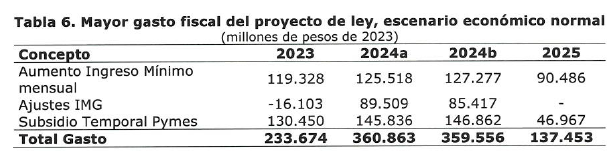 Tabla 6. Mayor gasto fiscal del proyecto de ley, escenario económico normal
(millones de pesos de 2023)
Concepto 2023 2024a 2024b 2025
Aumento Ingreso Mínimo
mensual 119.328 125.518 127.277 90.486
Ajustes IMG -16.103 89.509 85.417 -
Subsidio Temporal Pymes 130.450 145.836 146.862 46.967
Total Gasto 233.674 360.863 359.556 137.453